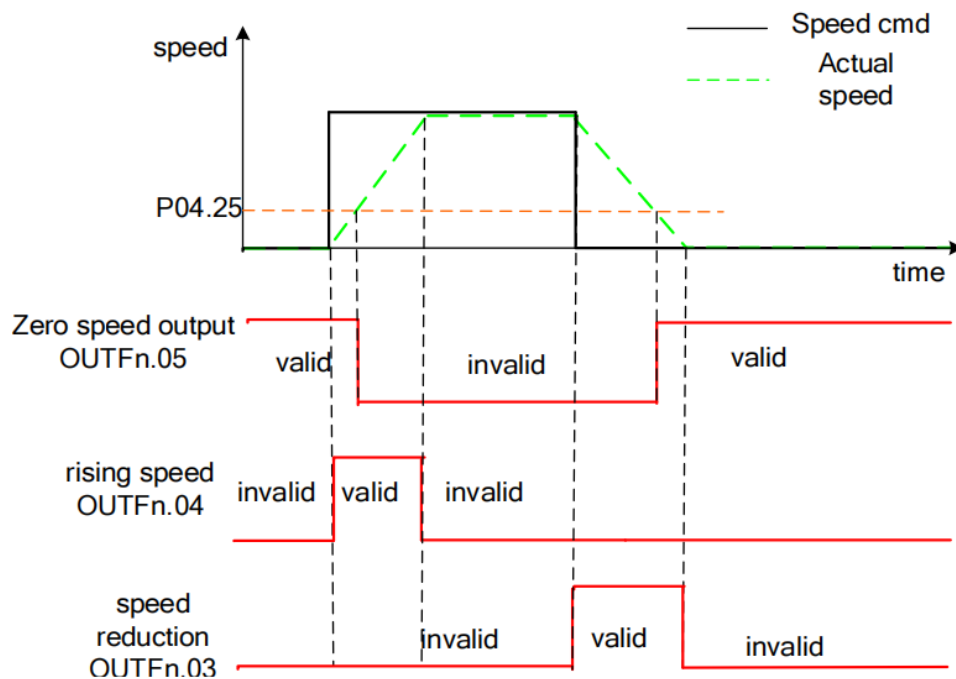 Speed cmd
speed
Actual
speed
P04.25
time
Zero speed output
OUTFn.05
valid
invalid
valid
rising speed
OUTFn.04
invalid
valid
invalid
speed
reduction
OUTFn.03
invalid
valid
invalid